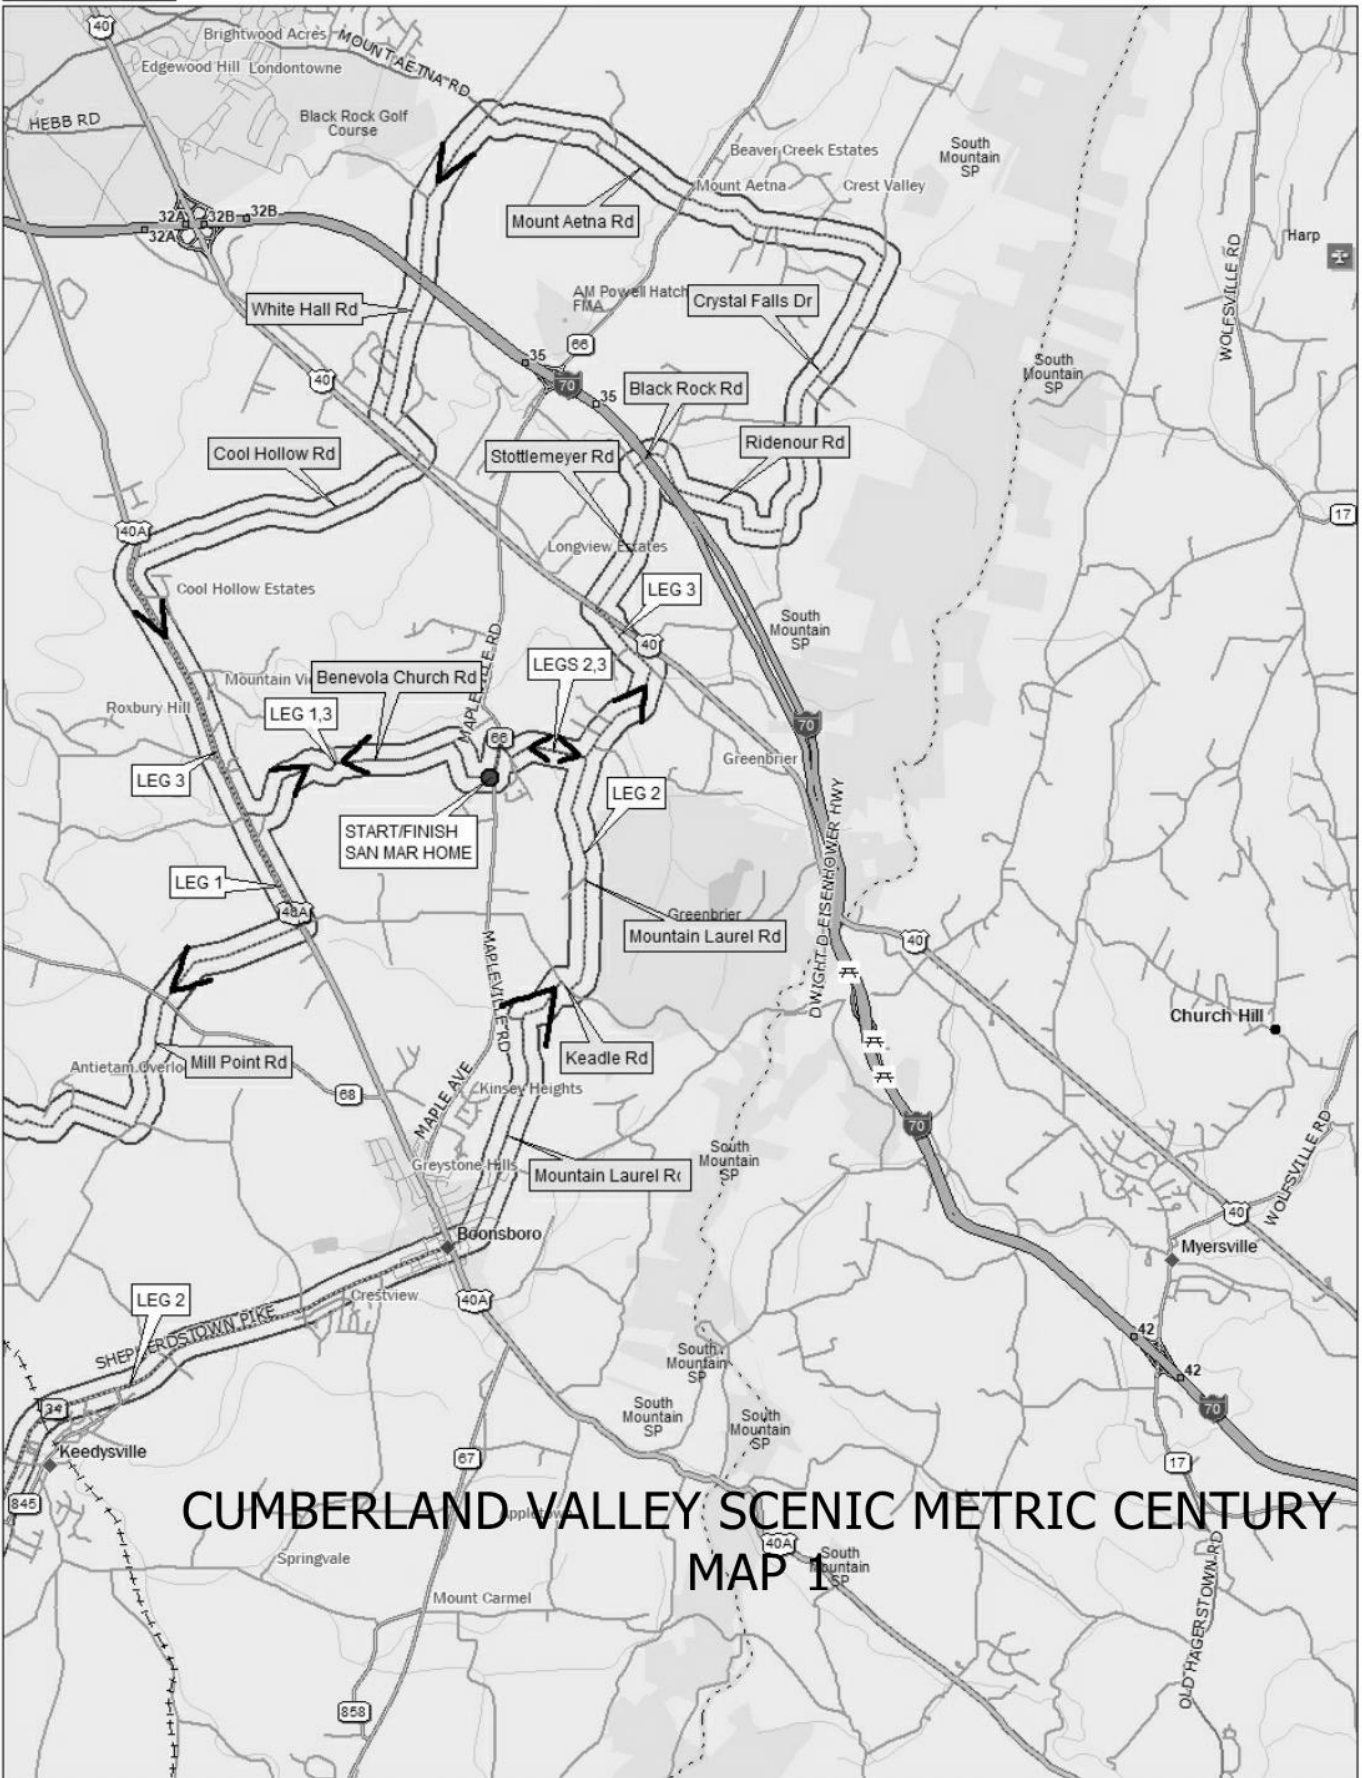 40
Brightwood Acres
MOUNT AETNA RD
Edgewood Hill
Londontowne
HEBB RD
Black Rock Golf
Course
Beaver Creek Estates
South
Mountain
SP
Mount Aetna
Crest Valley
32A
32B
32B
32A
Mount Aetna Rd
Harp
WOLFSVILLE RD
White Hall Rd
AM Powell Hatch
FMA
Crystal Falls Dr
66
35
70
35
40
South
Mountain
SP
Black Rock Rd
Cool Hollow Rd
Stottlemeyer Rd
Ridenour Rd
17
40A
Longview Estates
Cool Hollow Estates
LEG 3
South
Mountain
SP
40
MAPLEVILLE RD
LEGS 2,3
Mountain Vi
Benevola Church Rd
Roxbury Hill
LEG 1,3
66
70
LEG 3
Greenbrier
LEG 2
START/FINISH
SAN MAR HOME
DWIGHT D EISENHOWER HWY
LEG 1
40A
Greenbrier
Mountain Laurel Rd
40
MAPLEVILLE RD
Church Hill
Antietam Overlo
Mill Point Rd
Keadle Rd
68
MAPLE AVE
Kinsey Heights
70
Greystone Hills
South
Mountain
SP
Mountain Laurel R
WOLFSVILLE RD
40
Boonsboro
Myersville
LEG 2
Crestview
40A
SHEPHERDSTOWN PIKE
42
South
Mountain
SP
42
34
South
Mountain
SP
South
Mountain
SP
70
Keedysville
67
17
845
CUMBERLAND VALLEY SCENIC METRIC CENTURY
MAP 1
40A
South
Mountain
SP
Springvale
Mount Carmel
OLD HAGERSTOWN RD
858